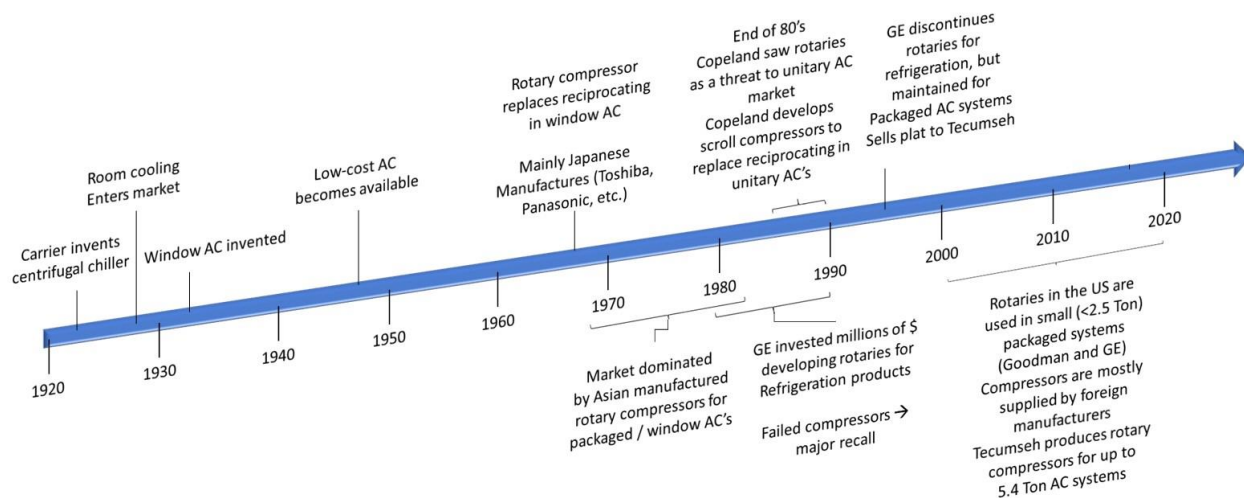 Carrier invents
centrifugal chiller
Room cooling
Enters market
Window AC invented
Low-cost AC
becomes available
Rotary compressor
replaces reciprocating
in window AC
Mainly Japanese
Manufactures (Toshiba,
Panasonic, etc.)
End of 80's
Copeland saw rotaries
as a threat to unitary AC
market
Copeland develops
scroll compressors to
replace reciprocating in
unitary AC's
GE discontinues
rotaries for
refrigeration, but
maintained for
Packaged AC systems
Sells plat to Tecumseh
1920
1930
1940
1950
1960
1970
1980
1990
2000
2010
2020
Market dominated
by Asian manufactured
rotary compressors for
packaged / window AC's
GE invested millions of $
developing rotaries for
Refrigeration products
Failed compressors →
major recall
Rotaries in the US are
used in small (<2.5 Ton)
packaged systems
(Goodman and GE)
Compressors are mostly
supplied by foreign
manufacturers
Tecumseh produces rotary
compressors for up to
5.4 Ton AC systems